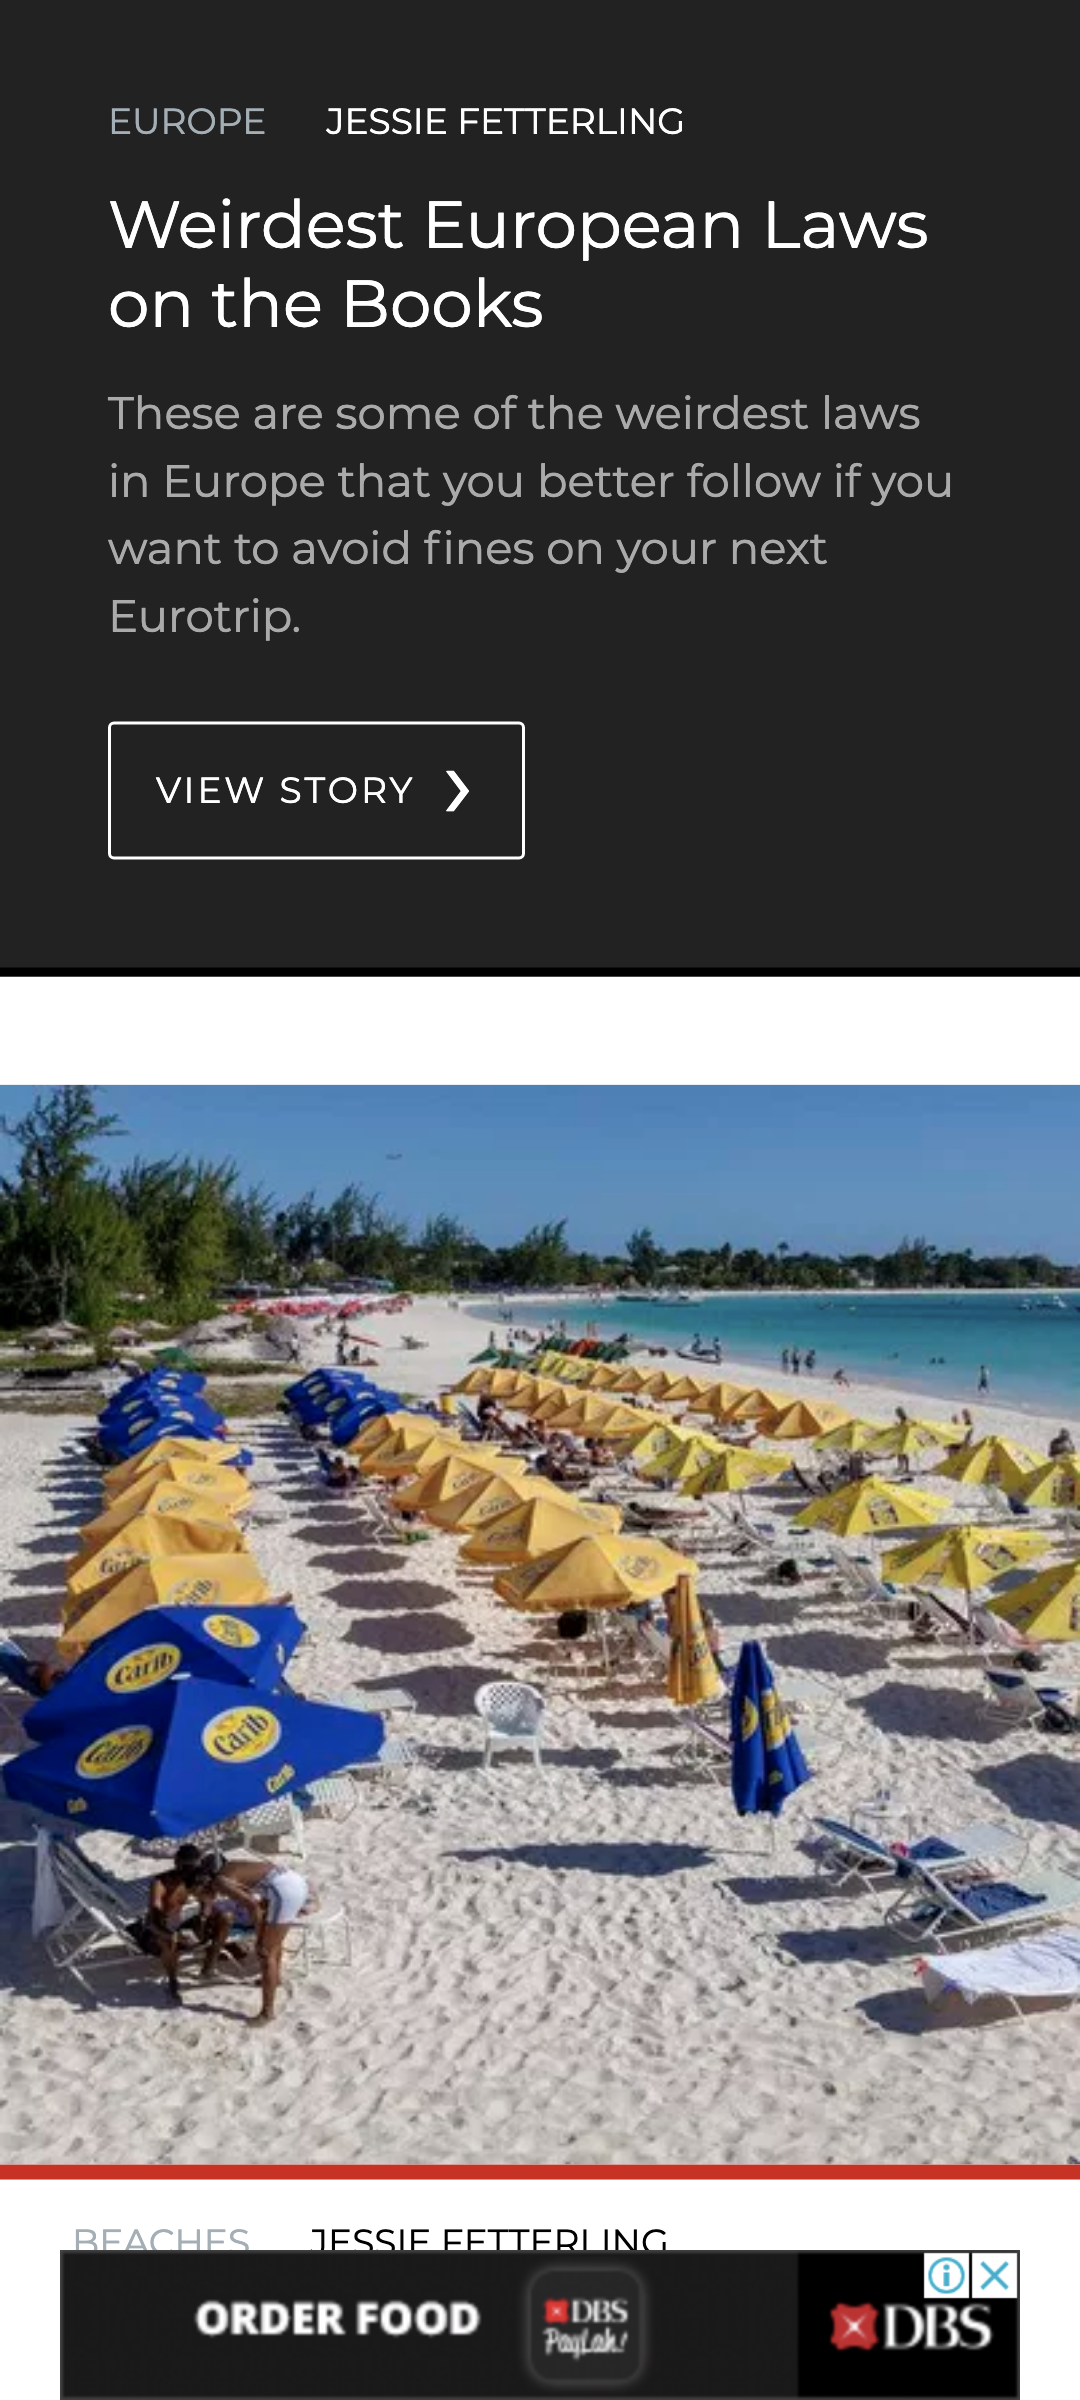 EUROPE JESSIE FETTERLING
Weirdest European Laws
on the Books
These are some of the weirdest laws
in Europe that you better follow if you
want to avoid fines on your next
Eurotrip.
VIEW STORY
Carib
Carib
Carib
Carib
Carib
BEACHES JESSIE FETTERLING
ORDER FOOD
DBS
PayLah!
DBS